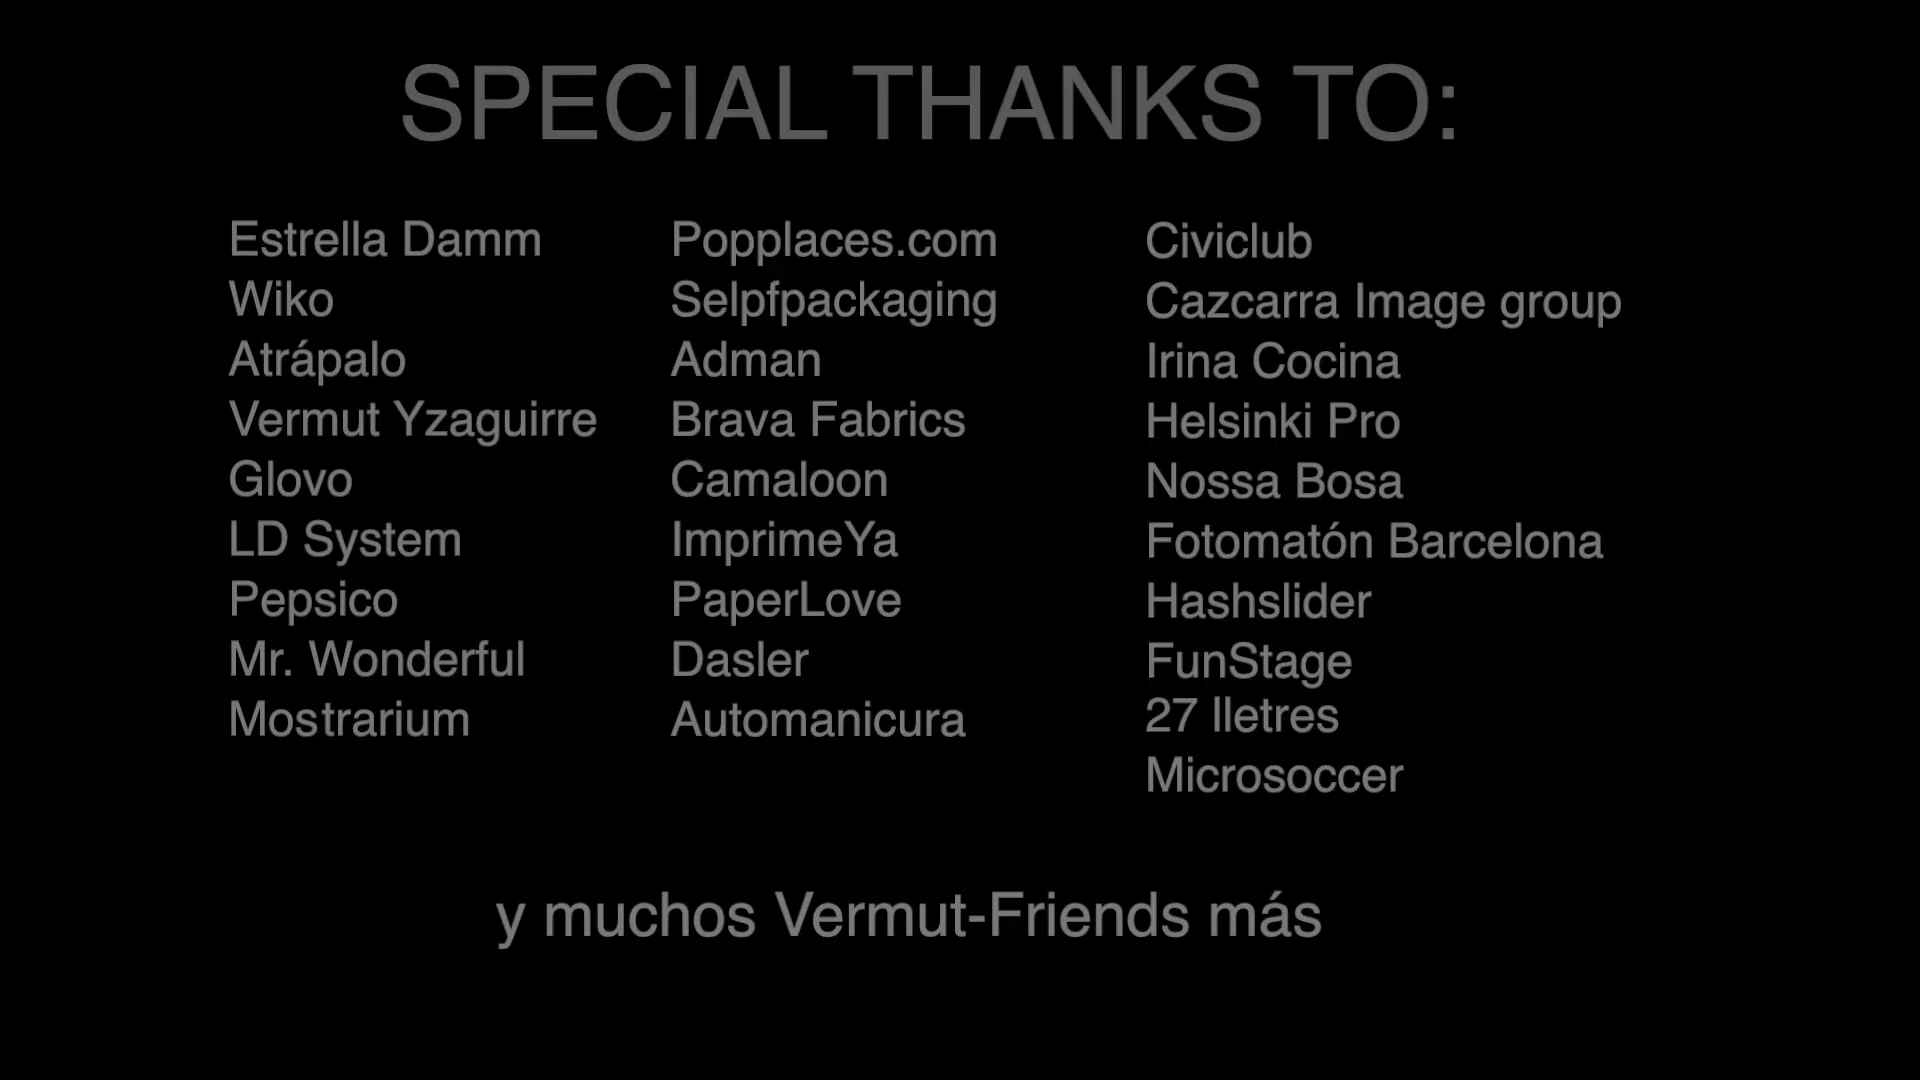 SPECIAL THANKS TO:
Estrella Damm
Wiko
Atrápalo
Vermut Yzaguirre
Glovo
LD System
Pepsico
Mr. Wonderful
Mostrarium
Popplaces.com
Selpfpackaging
Adman
Brava Fabrics
Camaloon
ImprimeYa
PaperLove
Dasler
Automanicura
Civiclub
Cazcarra Image group
Irina Cocina
Helsinki Pro
Nossa Bosa
Fotomatón Barcelona
Hashslider
FunStage
27 lletres
Microsoccer
y muchos Vermut-Friends más